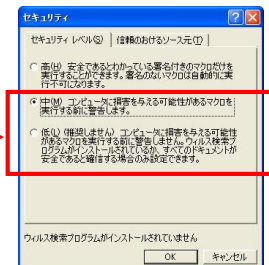 セキュリティ
セキュリティ レベル(S)
信頼のおけるソース元(T)
高(H) 安全であるとわかっている署名付きのマクロだけを
実行することができます。署名のないマクロは自動的に実
行不可になります。
中(M) コンピュータに損害を与える可能性があるマクロを
実行する前に警告します。
低(L) (推奨しません) コンピュータに損害を与える可能性
があるマクロを実行する前に警告しません。ウィルス検索プ
ログラムがインストールされているか、すべてのドキュメントが
安全であると確信する場合のみ設定できます。
ウィルス検索プログラムがインストールされていません
OK
キャンセル